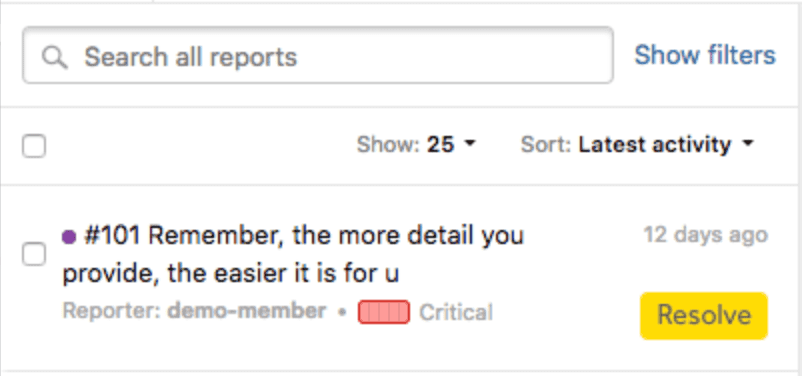 Search all reports
Show filters
Show: 25
Sort: Latest activity
#101 Remember, the more detail you
provide, the easier it is for u
12 days ago
Reporter: demo-member • Critical
Resolve